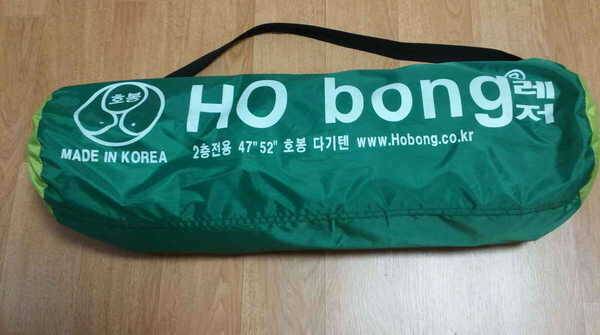 호봉
MADE IN KOREA
HO bong 레저
2층전용 47" 52" 호봉 다기텐 www.Hobong.co.kr